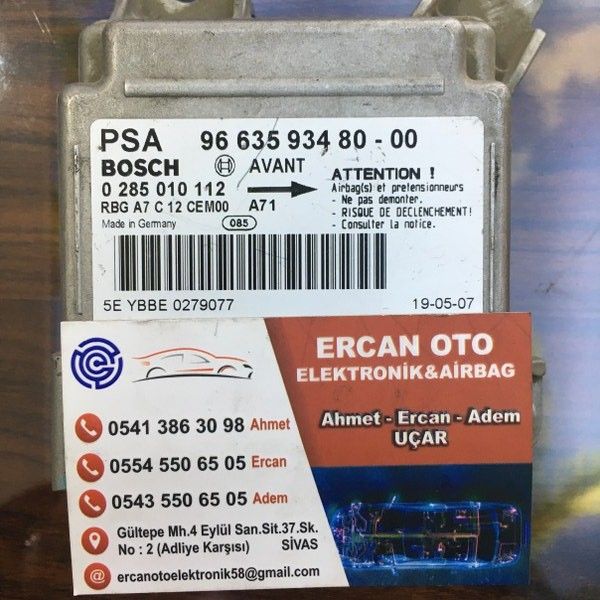 PSA 96 635 934 80 - 00
BOSCH AVANT
0 285 010 112
RBG A7 C 12 CEM00 A71
Made in Germany 085
ATTENTION !
Airbag(s) et pretensionneurs
- Ne pas demonter.
- RISQUE DE DECLENCHEMENT!
- Consulter la notice.
5E YBBE 0279077 19-05-07
ERCAN OTO
ELEKTRONİK&AİRBAG
Ahmet - Ercan - Adem
UÇAR
0541 386 30 98 Ahmet
0554 550 65 05 Ercan
0543 550 65 05 Adem
Gültepe Mh.4 Eylül San.Sit.37.Sk.
No : 2 (Adliye Karşısı) SİVAS
ercanotoelektronik58@gmail.com